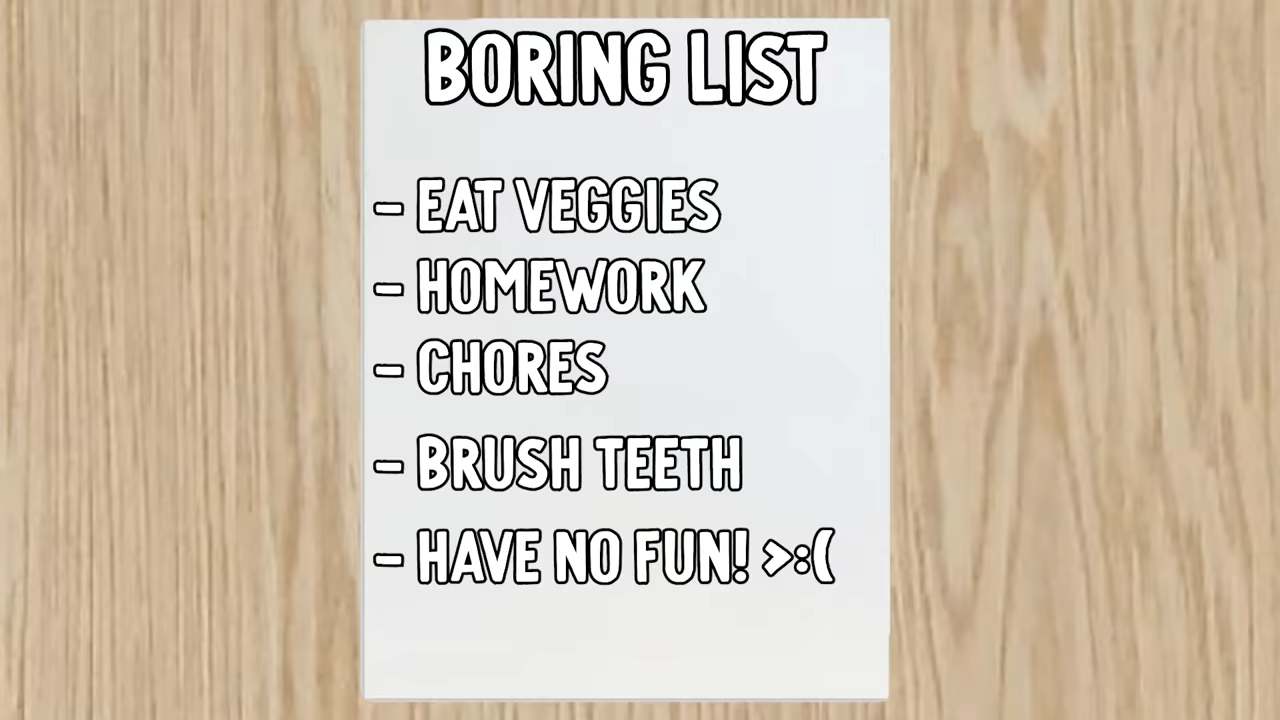 BORING LIST
- EAT VEGGIES
- HOMEWORK
- CHORES
- BRUSH TEETH
- HAVE NO FUN! >:(